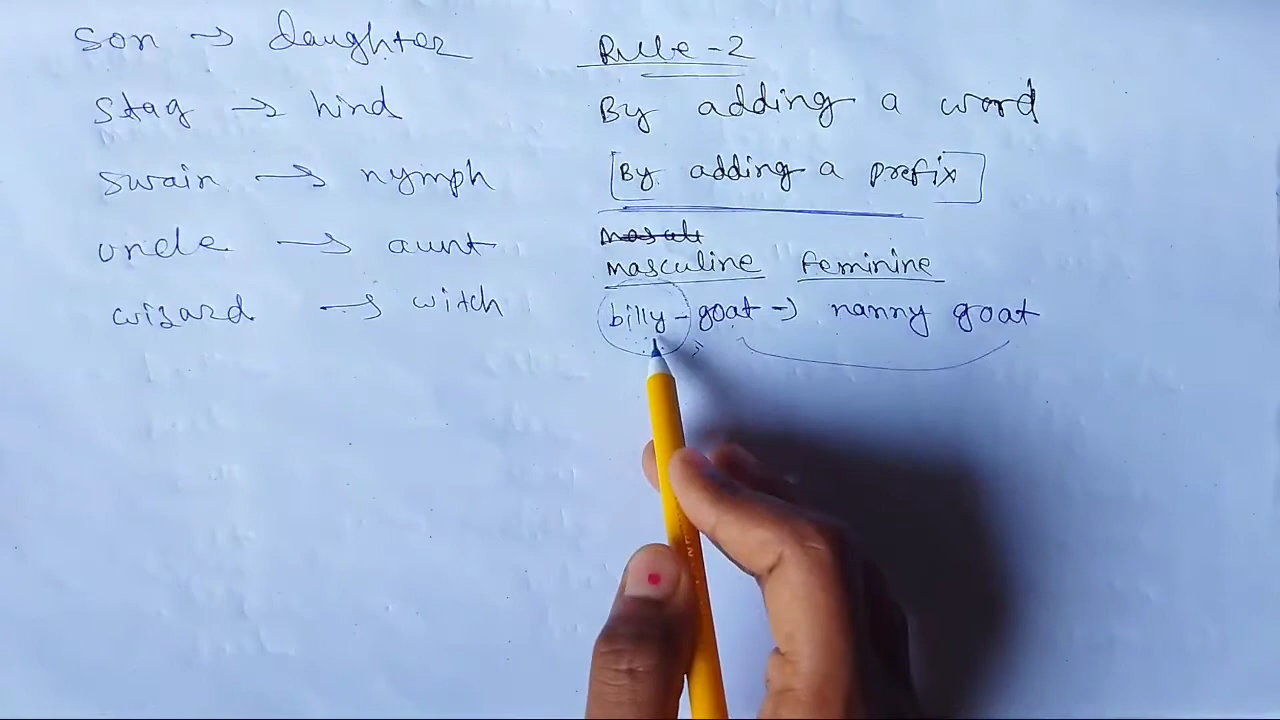 son → daughter
stag → hind
swain → nymph
uncle → aunt
wizard → witch
Rule-2
By adding a word
[By adding a prefix]
masculine feminine
billy-goat → nanny goat